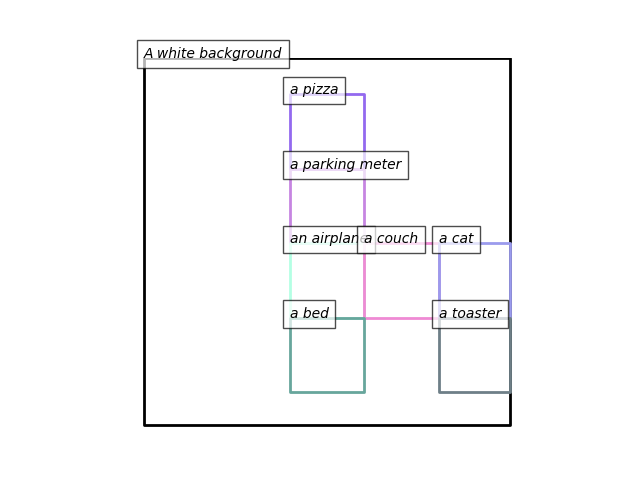 A white background
a pizza
a parking meter
an airplane
a couch
a cat
a bed
a toaster